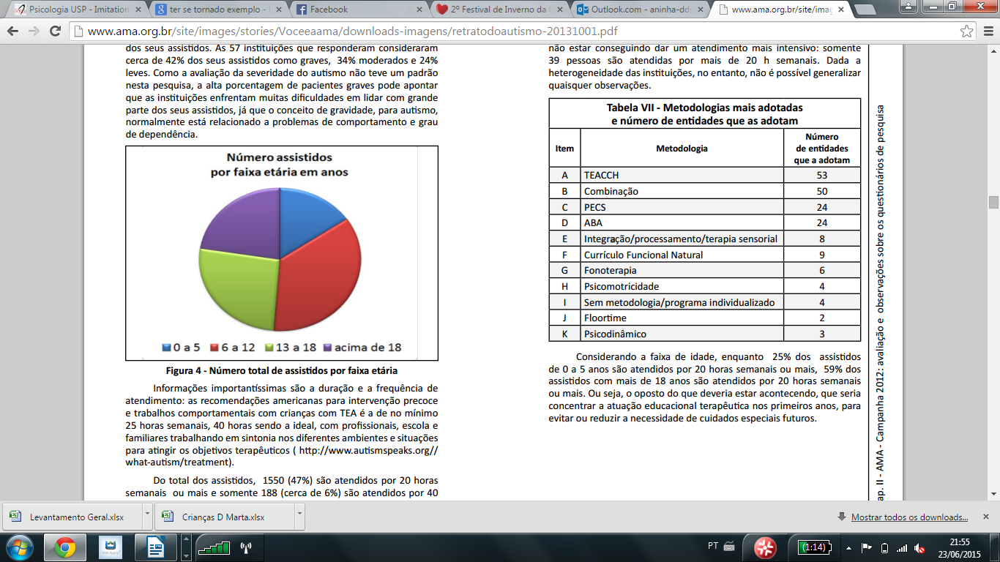 Psicologia USP - Imitation
ter se tornado exemplo -
Facebook
2º Festival de Inverno da
Outlook.com - aninha-dds
www.ama.org.br/site/imag
www.ama.org.br/site/images/stories/Voceeaama/downloads-imagens/retratodoautismo-20131001.pdf
dos seus assistidos. As 57 instituições que responderam consideraram
cerca de 42% dos seus assistidos como graves, 34% moderados e 24%
leves. Como a avaliação da severidade do autismo não teve um padrão
nesta pesquisa, a alta porcentagem de pacientes graves pode apontar
que as instituições enfrentam muitas dificuldades em lidar com grande
parte dos seus assistidos, já que o conceito de gravidade, para autismo,
normalmente está relacionado a problemas de comportamento e grau
de dependência.
Número assistidos
por faixa etária em anos
0 a 5 6 a 12 13 a 18 acima de 18
Figura 4 - Número total de assistidos por faixa etária
Informações importantíssimas são a duração e a frequência de
atendimento: as recomendações americanas para intervenção precoce
e trabalhos comportamentais com crianças com TEA é a de no mínimo
25 horas semanais, 40 horas sendo a ideal, com profissionais, escola e
familiares trabalhando em sintonia nos diferentes ambientes e situações
para atingir os objetivos terapêuticos ( http://www.autismspeaks.org//
what-autism/treatment).
Do total dos assistidos, 1550 (47%) são atendidos por 20 horas
semanais ou mais e somente 188 (cerca de 6%) são atendidos por 40
não estar conseguindo dar um atendimento mais intensivo: somente
39 pessoas são atendidas por mais de 20 h semanais. Dada a
heterogeneidade das instituições, no entanto, não é possível generalizar
quaisquer observações.
Tabela VII - Metodologias mais adotadas
e número de entidades que as adotam
Item Metodologia Número de entidades que a adotam
A TEACCH 53
B Combinação 50
C PECS 24
D ABA 24
E Integração/processamento/terapia sensorial 8
F Currículo Funcional Natural 9
G Fonoterapia 6
H Psicomotricidade 4
I Sem metodologia/programa individualizado 4
J Floortime 2
K Psicodinâmico 3
Considerando a faixa de idade, enquanto 25% dos assistidos
de 0 a 5 anos são atendidos por 20 horas semanais ou mais, 59% dos
assistidos com mais de 18 anos são atendidos por 20 horas semanais
ou mais. Ou seja, o oposto do que deveria estar acontecendo, que seria
concentrar a atuação educacional terapêutica nos primeiros anos, para
evitar ou reduzir a necessidade de cuidados especiais futuros.
ap. II - AMA - Campanha 2012: avaliação e observações sobre os questionários de pesquisa
Levantamento Geral.xlsx
Crianças D Marta.xlsx
Mostrar todos os downloads...
PT
(1:14)
21:55
23/06/2015